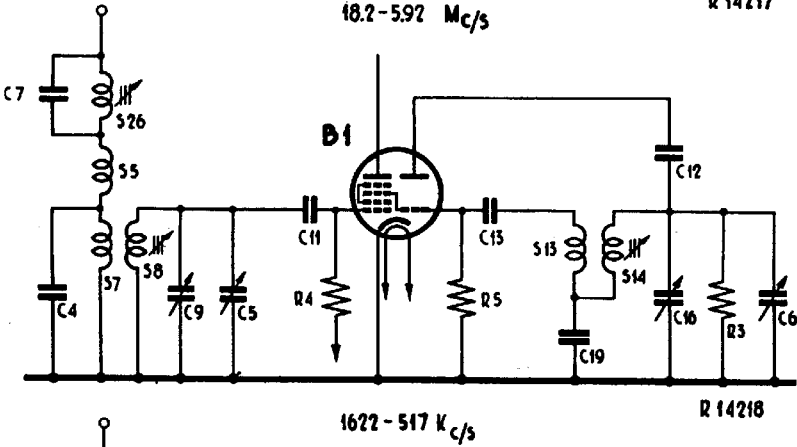 18.2-5.92 Mc/s
R 14217
C7
S26
B1
S5
C12
C11
C13
S13
S14
S7
S8
C4
C9
C5
R4
R5
C16
R3
C6
C19
R 14218
1622-517 Kc/s